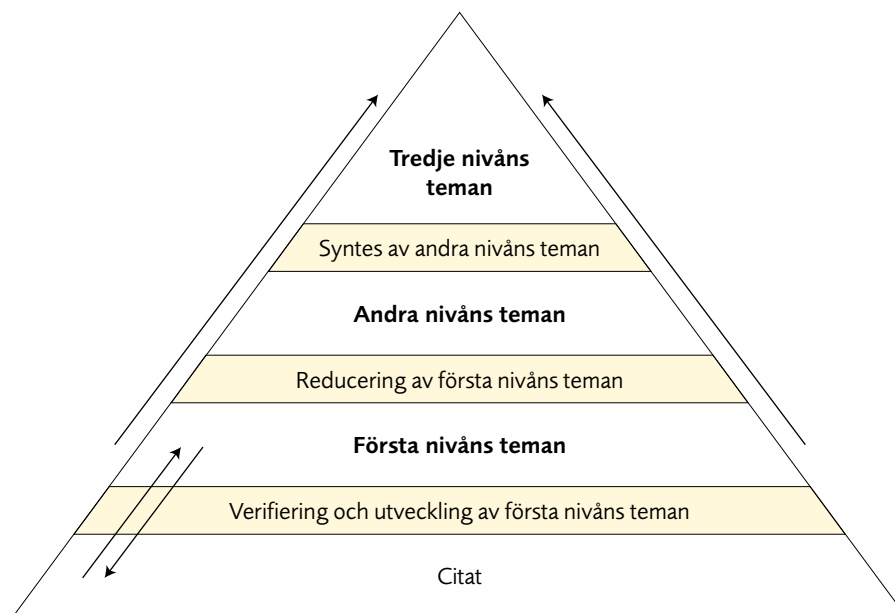 Tredje nivåns
teman
Syntes av andra nivåns teman
Andra nivåns teman
Reducering av första nivåns teman
Första nivåns teman
Verifiering och utveckling av första nivåns teman
Citat